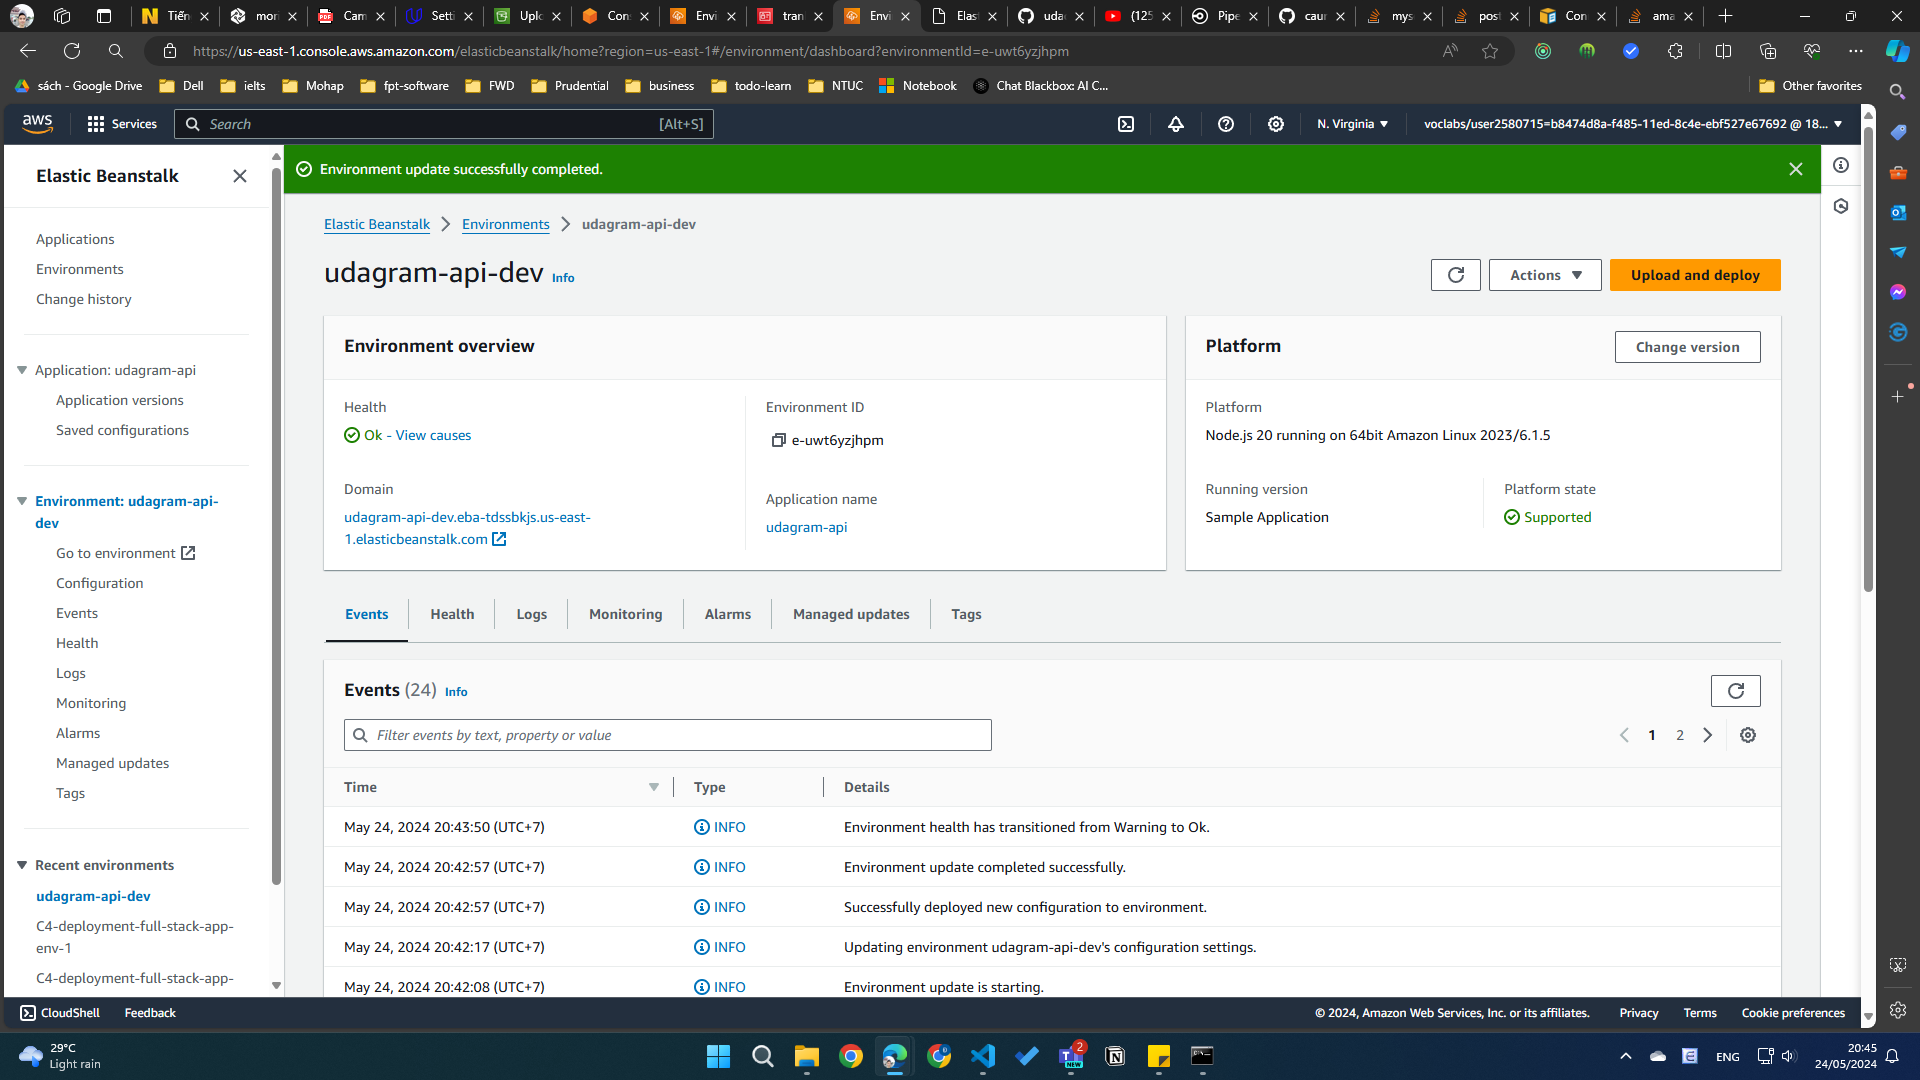 Tiến
mor
Cam
Setti
Uplo
Con
Envi
tran
Envi
Elast
uda
(125
Pipe
caur
mys
post
Con
ama
https://us-east-1.console.aws.amazon.com/elasticbeanstalk/home?region=us-east-1#/environment/dashboard?environmentId=e-uwt6yzjhpm
sách - Google Drive
Dell
ielts
Mohap
fpt-software
FWD
Prudential
business
todo-learn
NTUC
Notebook
Chat Blackbox: AI C...
Other favorites
aws
Services
Search
[Alt+S]
N. Virginia
voclabs/user2580715=b8474d8a-f485-11ed-8c4e-ebf527e67692 @ 18...
Elastic Beanstalk
Applications
Environments
Change history
Application: udagram-api
Application versions
Saved configurations
Environment: udagram-api-
dev
Go to environment
Configuration
Events
Health
Logs
Monitoring
Alarms
Managed updates
Tags
Recent environments
udagram-api-dev
C4-deployment-full-stack-app-
env-1
C4-deployment-full-stack-app-
Environment update successfully completed.
Elastic Beanstalk
Environments
udagram-api-dev
udagram-api-dev Info
Actions
Upload and deploy
Environment overview
Health
Ok - View causes
Domain
udagram-api-dev.eba-tdssbkjs.us-east-
1.elasticbeanstalk.com
Environment ID
e-uwt6yzjhpm
Application name
udagram-api
Platform
Change version
Platform
Node.js 20 running on 64bit Amazon Linux 2023/6.1.5
Running version
Sample Application
Platform state
Supported
Events
Health
Logs
Monitoring
Alarms
Managed updates
Tags
Events (24) Info
Filter events by text, property or value
1
2
Time
Type
Details
May 24, 2024 20:43:50 (UTC+7)
INFO
Environment health has transitioned from Warning to Ok.
May 24, 2024 20:42:57 (UTC+7)
INFO
Environment update completed successfully.
May 24, 2024 20:42:57 (UTC+7)
INFO
Successfully deployed new configuration to environment.
May 24, 2024 20:42:17 (UTC+7)
INFO
Updating environment udagram-api-dev's configuration settings.
May 24, 2024 20:42:08 (UTC+7)
INFO
Environment update is starting.
CloudShell
Feedback
© 2024, Amazon Web Services, Inc. or its affiliates.
Privacy
Terms
Cookie preferences
29°C
Light rain
2
NEW
ENG
20:45
24/05/2024